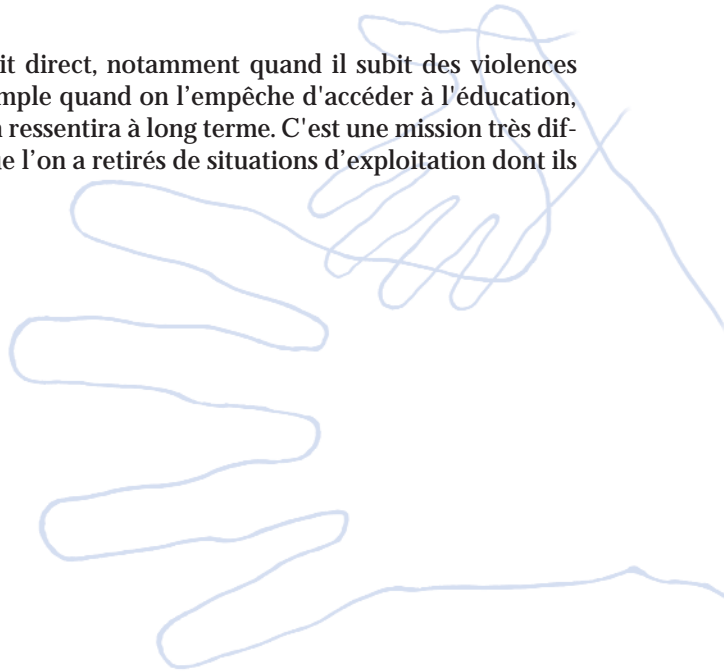 it direct, notamment quand il subit des violences
mple quand on l’empêche d'accéder à l'éducation,
ressentira à long terme. C'est une mission très dif-
e l’on a retirés de situations d’exploitation dont ils